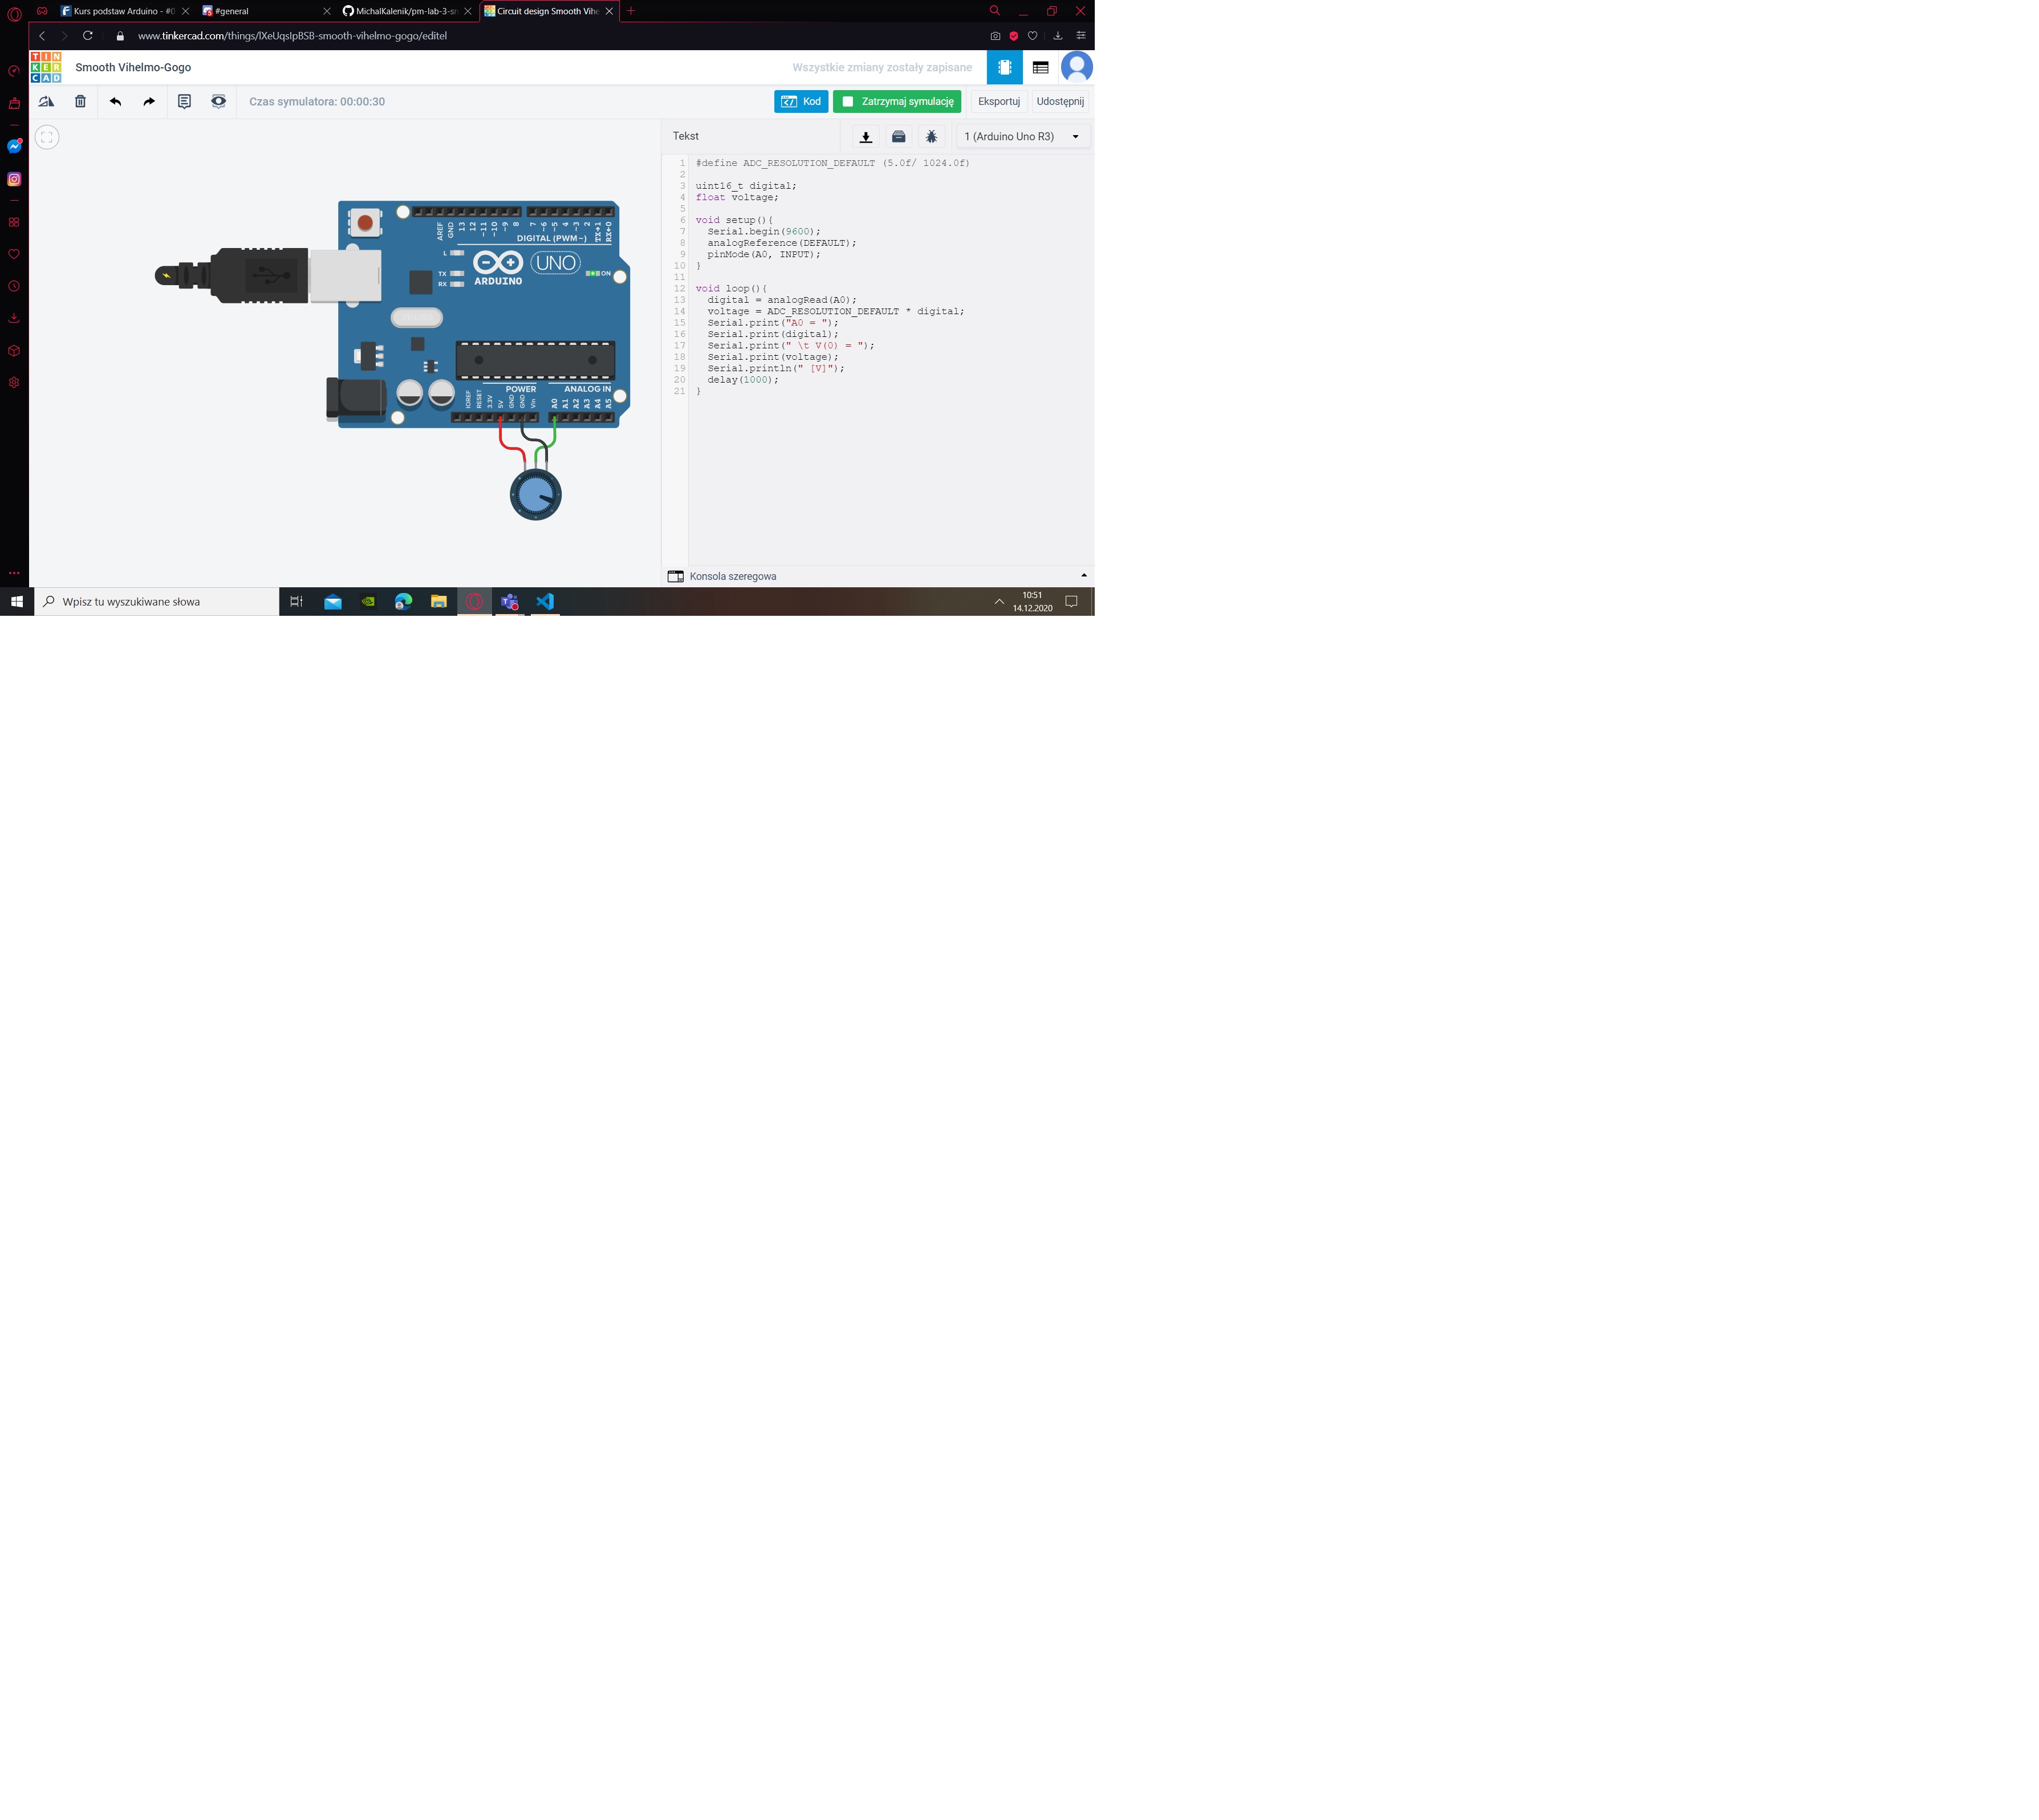 Kurs podstaw Arduino - #0
#general
MichalKalenik/pm-lab-3-sn
Circuit design Smooth Vihe
www.tinkercad.com/things/lXeUqsIpBSB-smooth-vihelmo-gogo/editel
TIN
KER
CAD
Smooth Vihelmo-Gogo
Wszystkie zmiany zostały zapisane
Czas symulatora: 00:00:30
Kod
Zatrzymaj symulację
Eksportuj
Udostępnij
Tekst
1 (Arduino Uno R3)
AREF
GND
13
12
~11
~10
~9
8
7
~6
~5
4
~3
2
TX→1
RX←0
DIGITAL (PWM~)
L
TX
RX
UNO
ARDUINO
ON
POWER
ANALOG IN
IOREF
RESET
3.3V
5V
GND
GND
Vin
A0
A1
A2
A3
A4
A5
1 #define ADC_RESOLUTION_DEFAULT (5.0f/ 1024.0f)
2
3 uint16_t digital;
4 float voltage;
5
6 void setup(){
7 Serial.begin(9600);
8 analogReference(DEFAULT);
9 pinMode(A0, INPUT);
10 }
11
12 void loop(){
13 digital = analogRead(A0);
14 voltage = ADC_RESOLUTION_DEFAULT * digital;
15 Serial.print("A0 = ");
16 Serial.print(digital);
17 Serial.print(" \t V(0) = ");
18 Serial.print(voltage);
19 Serial.println(" [V]");
20 delay(1000);
21 }
Konsola szeregowa
Wpisz tu wyszukiwane słowa
10:51
14.12.2020